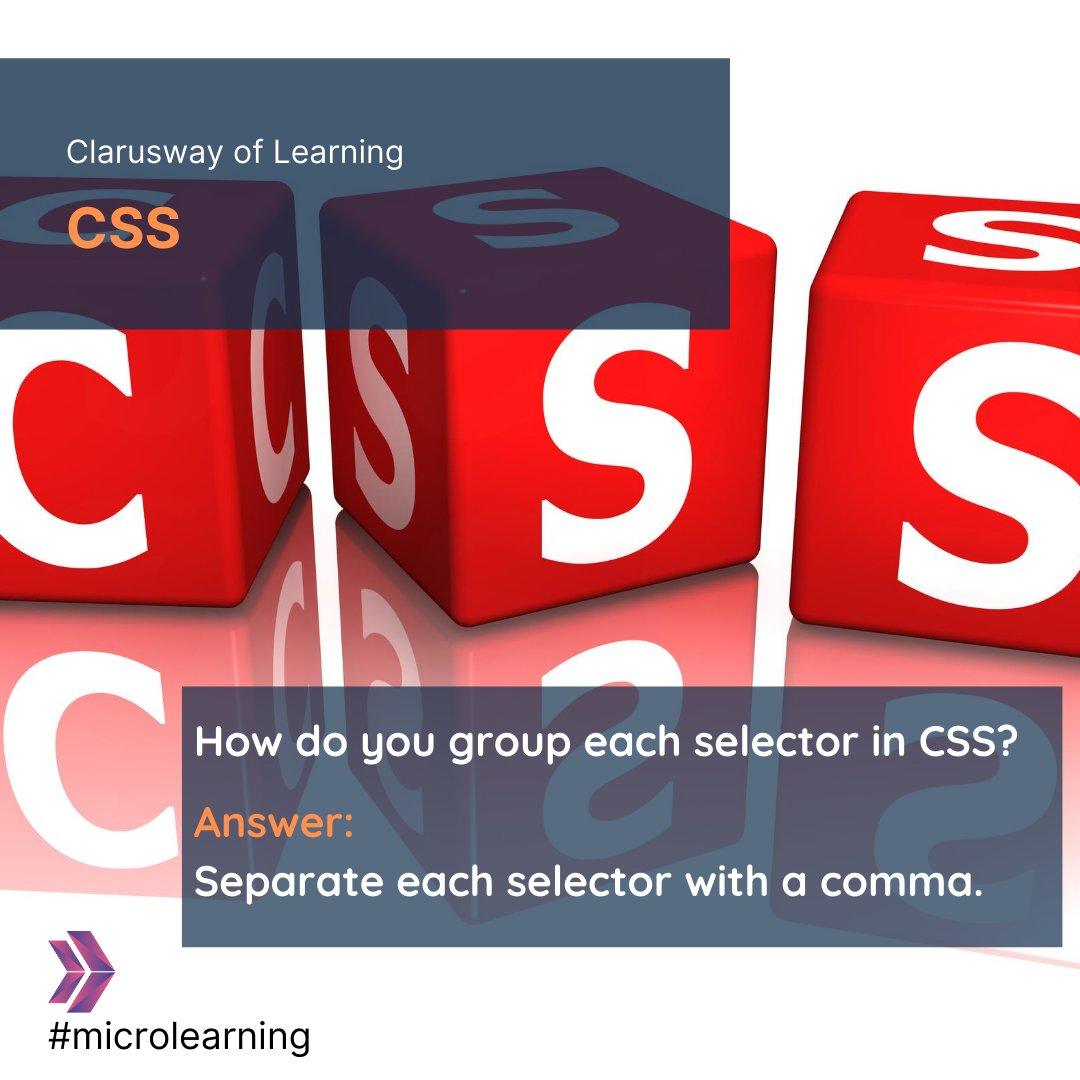 Clarusway of Learning
CSS
C S S
C C S S S
How do you group each selector in CSS?
Answer:
Separate each selector with a comma.
#microlearning